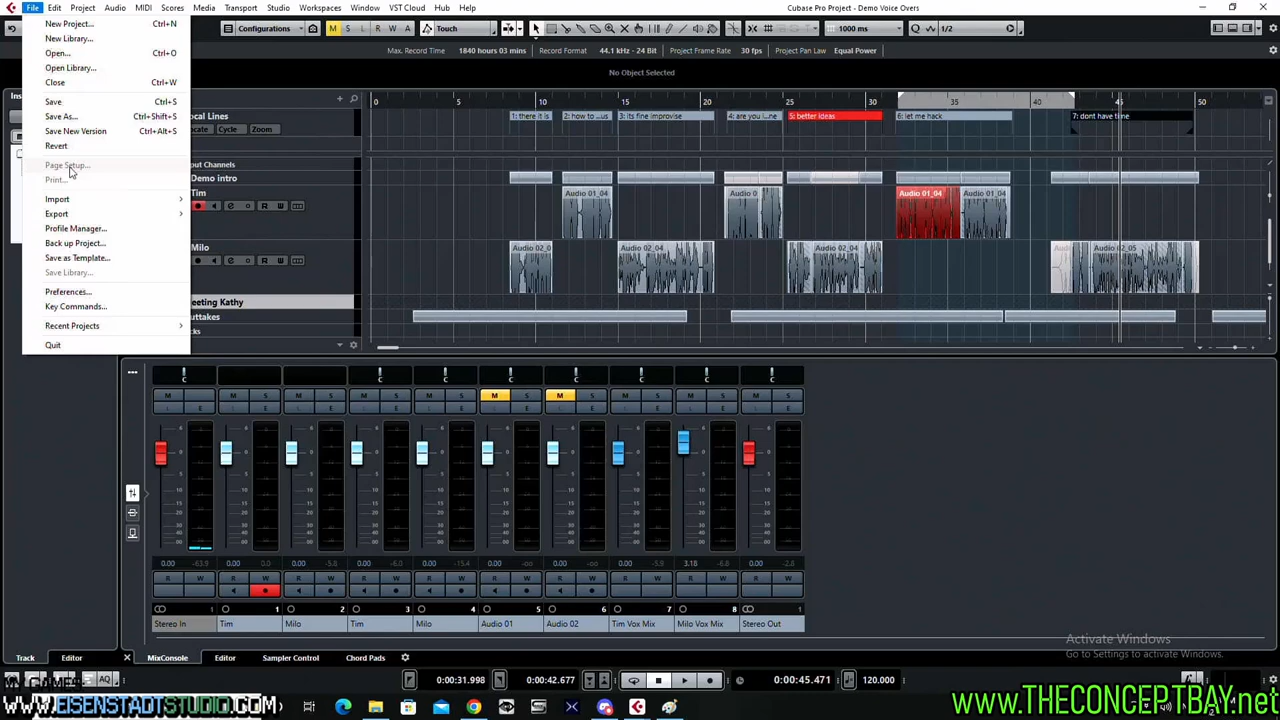 File Edit Project Audio MIDI Scores Media Transport Studio Workspaces Window VST Cloud Hub Help
Cubase Pro Project - Demo Voice Overs
Configurations M S L R W A Touch 1000 ms Q 1/2
Max. Record Time 1840 hours 03 mins Record Format 44.1 kHz - 24 Bit Project Frame Rate 30 fps Project Pan Law Equal Power
No Object Selected
New Project... Ctrl+N
New Library...
Open... Ctrl+O
Open Library...
Close Ctrl+W
Save Ctrl+S
Save As... Ctrl+Shift+S
Save New Version Ctrl+Alt+S
Revert
Page Setup...
Print...
Import
Export
Profile Manager...
Back up Project...
Save as Template...
Save Library...
Preferences...
Key Commands...
Recent Projects
Quit
Ins
0 5 10 15 20 25 30 35 40 45 50
ocal Lines
ocate Cycle Zoom
1: there it is 2: how to ...us 3: its fine improvise 4: are you i...ne 5: better ideas 6: let me hack 7: dont have time
put Channels
Demo intro
Tim
R W
Audio 01_04 Audio 0 Audio 01_04 Audio 01_04
Milo
R W
Audio 02_0 Audio 02_04 Audio 02_04 Audi Audio 02_05
eeting Kathy
uttakes
ks
C C C C C C C C
M S M S M S M S M S M S M S M S M S M S
0.00 -63.9 0.00 0.0 0.00 -5.8 0.00 -6.0 0.00 -15.4 0.00 -oo 0.00 -oo 0.00 -5.9 3.18 -6.8 0.00 -2.8
R W R W R W R W R W R W R W R W R W R W
1 1 2 3 4 5 6 7 8 1
Stereo In Tim Milo Tim Milo Audio 01 Audio 02 Tim Vox Mix Milo Vox Mix Stereo Out
Activate Windows
Go to Settings to activate Windows.
Track Editor MixConsole Editor Sampler Control Chord Pads
AQ 0:00:31.998 0:00:42.677 0:00:45.471 120.000
WWW.EISENSTADTSTUDIO.COM
www.THECONCEPTBAY.net